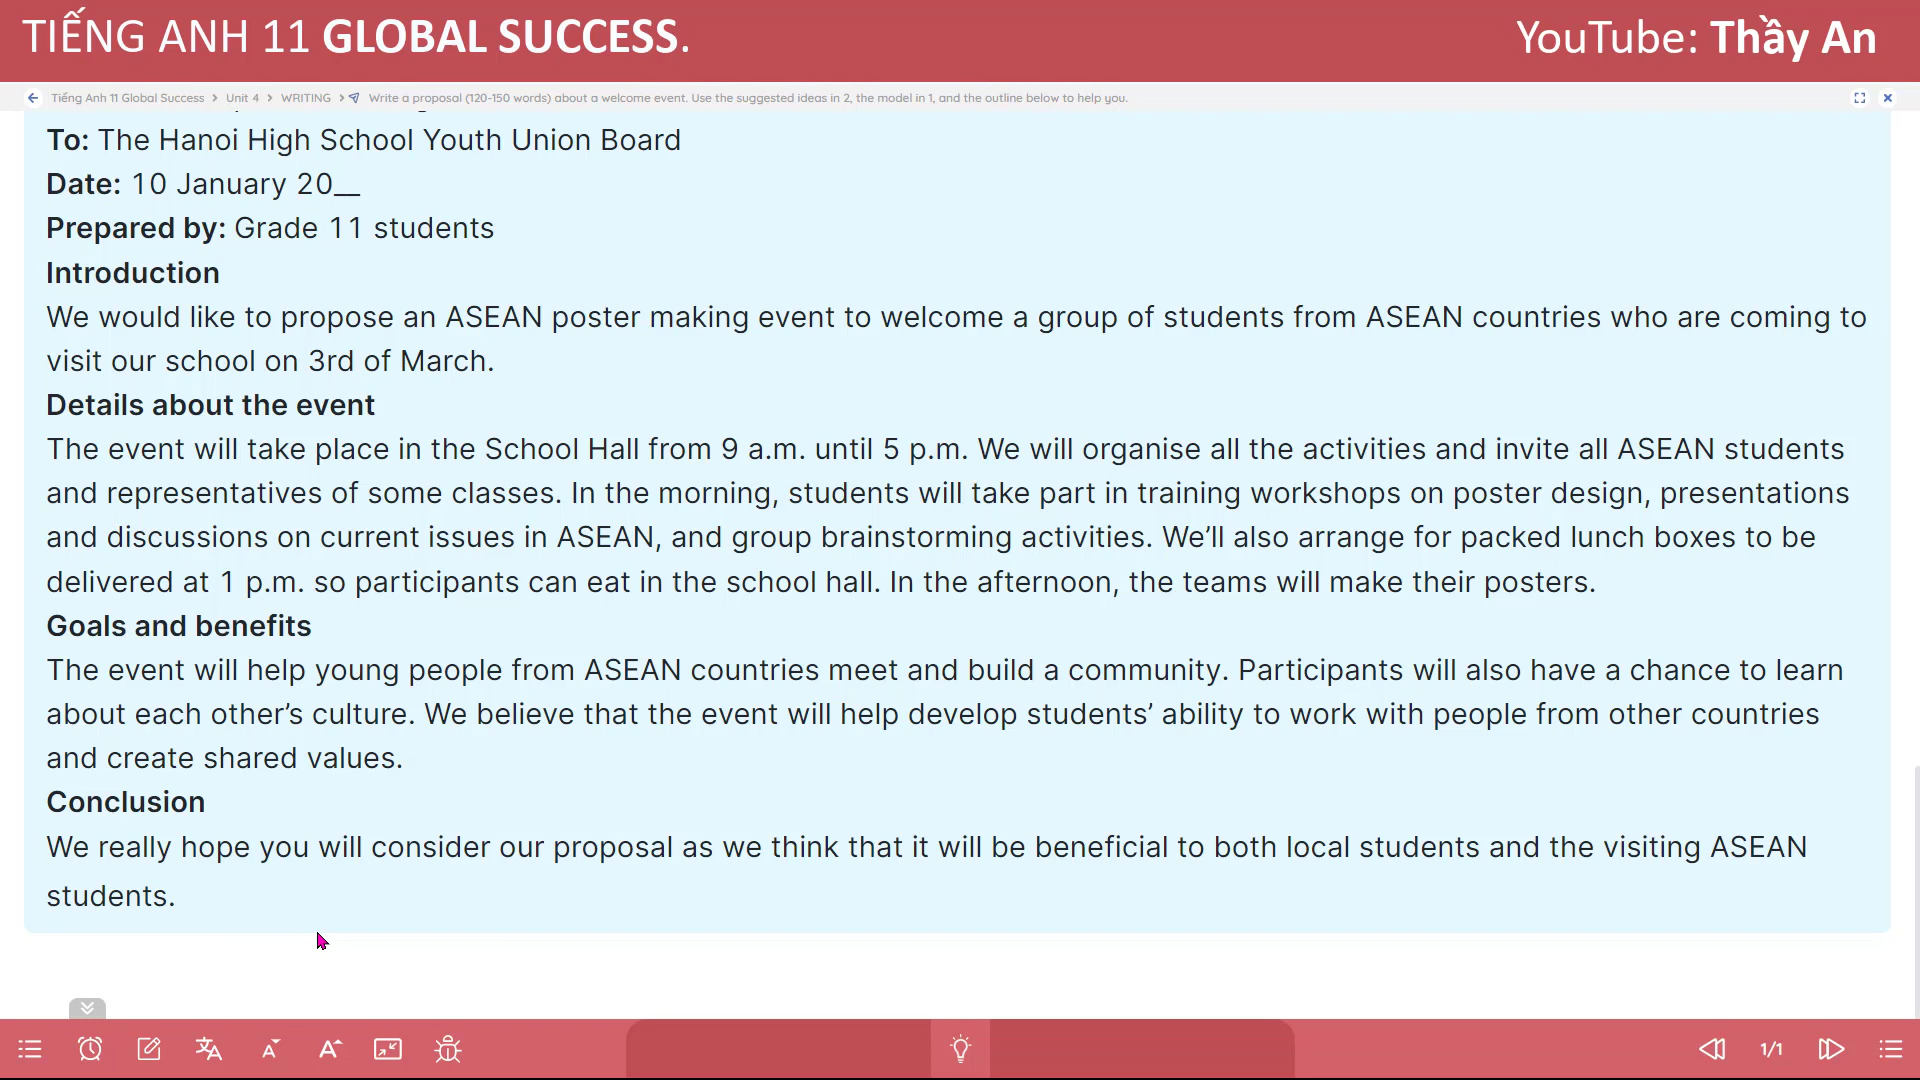 TIẾNG ANH 11 GLOBAL SUCCESS.
YouTube: Thầy An
Tiếng Anh 11 Global Success > Unit 4 > WRITING > Write a proposal (120-150 words) about a welcome event. Use the suggested ideas in 2, the model in 1, and the outline below to help you.
To: The Hanoi High School Youth Union Board
Date: 10 January 20__
Prepared by: Grade 11 students
Introduction
We would like to propose an ASEAN poster making event to welcome a group of students from ASEAN countries who are coming to
visit our school on 3rd of March.
Details about the event
The event will take place in the School Hall from 9 a.m. until 5 p.m. We will organise all the activities and invite all ASEAN students
and representatives of some classes. In the morning, students will take part in training workshops on poster design, presentations
and discussions on current issues in ASEAN, and group brainstorming activities. We’ll also arrange for packed lunch boxes to be
delivered at 1 p.m. so participants can eat in the school hall. In the afternoon, the teams will make their posters.
Goals and benefits
The event will help young people from ASEAN countries meet and build a community. Participants will also have a chance to learn
about each other’s culture. We believe that the event will help develop students’ ability to work with people from other countries
and create shared values.
Conclusion
We really hope you will consider our proposal as we think that it will be beneficial to both local students and the visiting ASEAN
students.
1/1